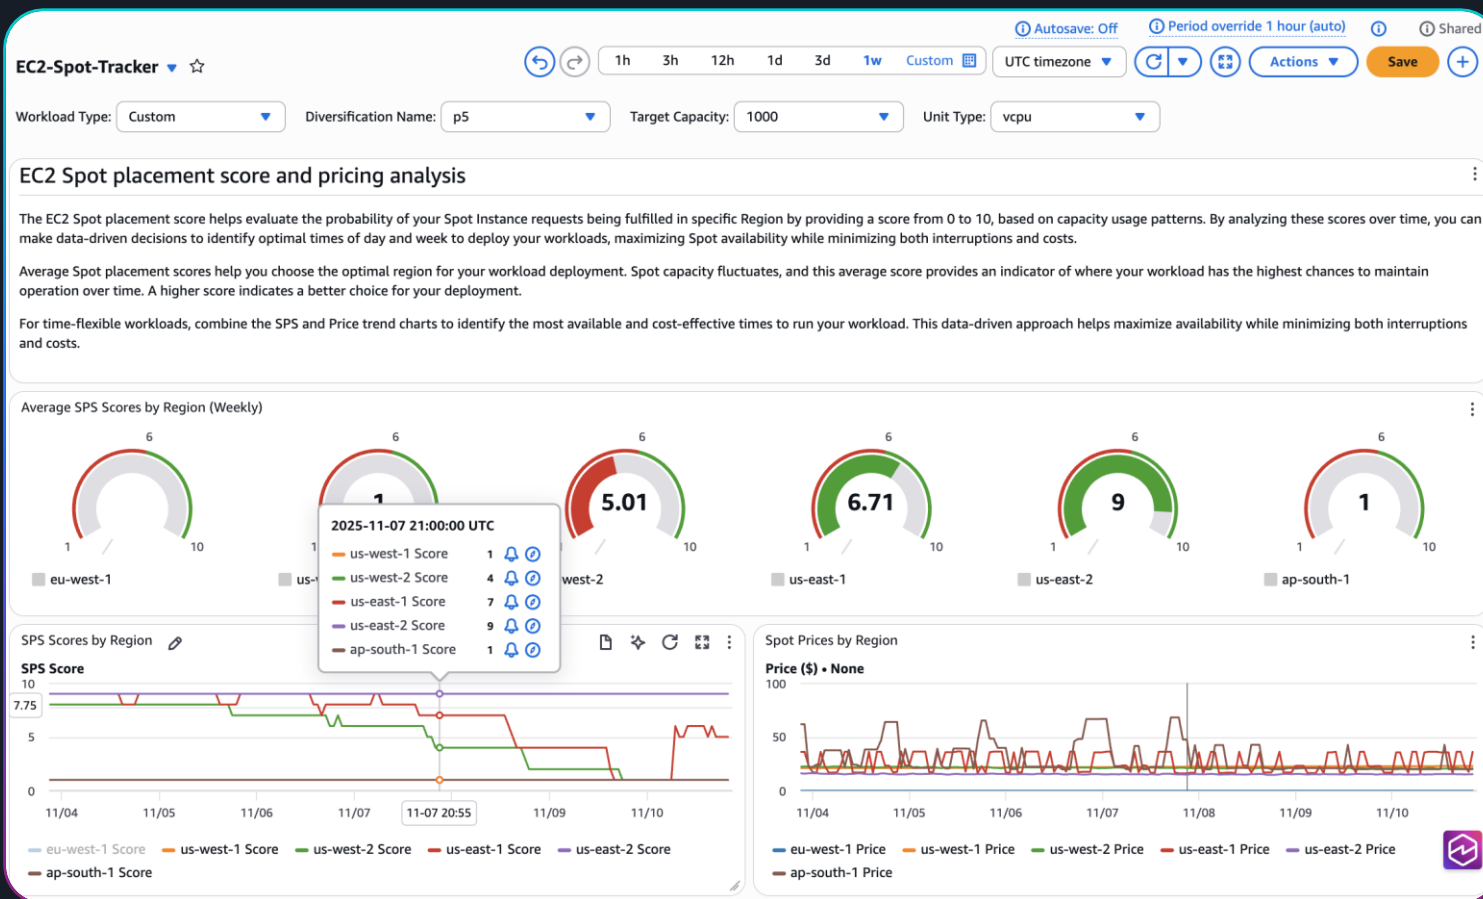 Autosave: Off
Period override 1 hour (auto)
Shared
EC2-Spot-Tracker
1h 3h 12h 1d 3d 1w Custom
UTC timezone
Actions
Save
Workload Type: Custom
Diversification Name: p5
Target Capacity: 1000
Unit Type: vcpu
EC2 Spot placement score and pricing analysis
The EC2 Spot placement score helps evaluate the probability of your Spot Instance requests being fulfilled in specific Region by providing a score from 0 to 10, based on capacity usage patterns. By analyzing these scores over time, you can
make data-driven decisions to identify optimal times of day and week to deploy your workloads, maximizing Spot availability while minimizing both interruptions and costs.
Average Spot placement scores help you choose the optimal region for your workload deployment. Spot capacity fluctuates, and this average score provides an indicator of where your workload has the highest chances to maintain
operation over time. A higher score indicates a better choice for your deployment.
For time-flexible workloads, combine the SPS and Price trend charts to identify the most available and cost-effective times to run your workload. This data-driven approach helps maximize availability while minimizing both interruptions
and costs.
Average SPS Scores by Region (Weekly)
6 6 6 6 6 6
1 5.01 6.71 9 1
1 10 1 1 10 1 10 1 10 1 10
eu-west-1 us-w west-2 us-east-1 us-east-2 ap-south-1
2025-11-07 21:00:00 UTC
us-west-1 Score 1
us-west-2 Score 4
us-east-1 Score 7
us-east-2 Score 9
ap-south-1 Score 1
SPS Scores by Region
SPS Score
10
7.75
5
0
11/04 11/05 11/06 11/07 11-07 20:55 11/09 11/10
eu-west-1 Score us-west-1 Score us-west-2 Score us-east-1 Score us-east-2 Score
ap-south-1 Score
Spot Prices by Region
Price ($) • None
100
50
0
11/04 11/05 11/06 11/07 11/08 11/09 11/10
eu-west-1 Price us-west-1 Price us-west-2 Price us-east-1 Price us-east-2 Price
ap-south-1 Price